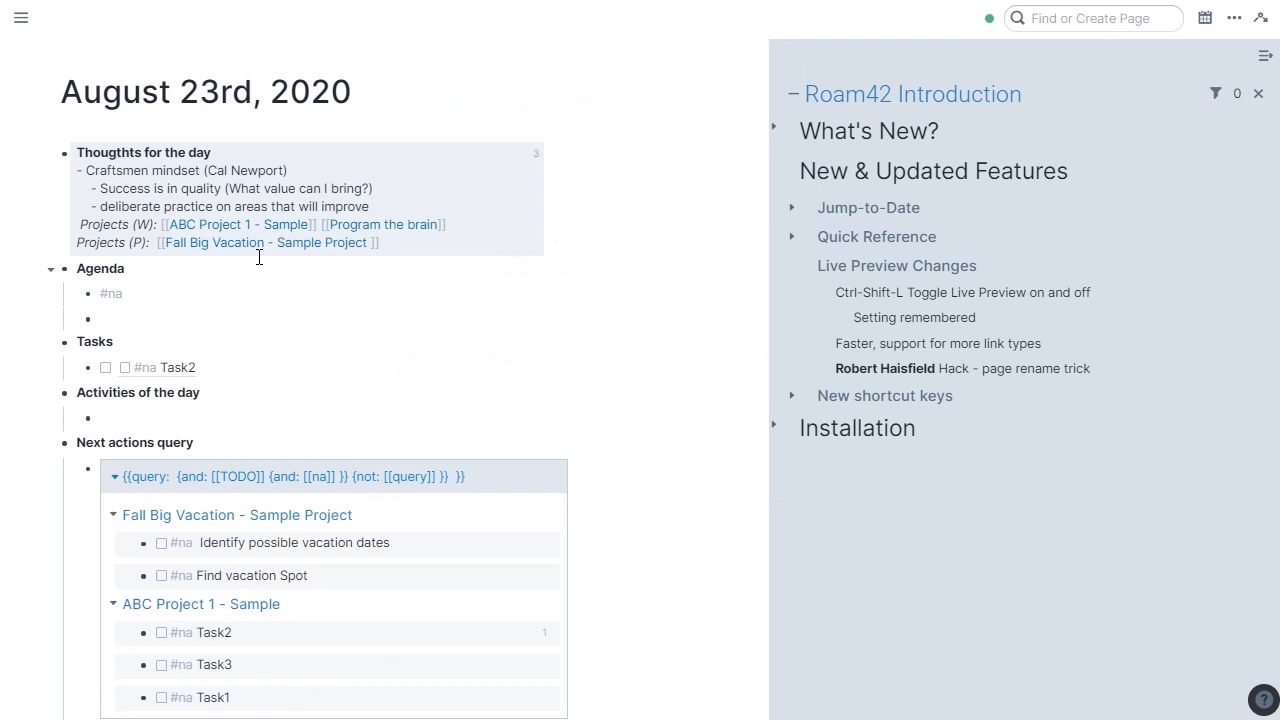 Find or Create Page
August 23rd, 2020
Thougthts for the day
3
- Craftsmen mindset (Cal Newport)
- Success is in quality (What value can I bring?)
- deliberate practice on areas that will improve
Projects (W): [[ABC Project 1 - Sample]] [[Program the brain]]
Projects (P): [[Fall Big Vacation - Sample Project ]]
Agenda
#na
Tasks
#na Task2
Activities of the day
Next actions query
{{query: {and: [[TODO]] {and: [[na]] }} {not: [[query]] }} }}
Fall Big Vacation - Sample Project
#na Identify possible vacation dates
#na Find vacation Spot
ABC Project 1 - Sample
#na Task2
1
#na Task3
#na Task1
Roam42 Introduction
0
What's New?
New & Updated Features
Jump-to-Date
Quick Reference
Live Preview Changes
Ctrl-Shift-L Toggle Live Preview on and off
Setting remembered
Faster, support for more link types
Robert Haisfield Hack - page rename trick
New shortcut keys
Installation
?